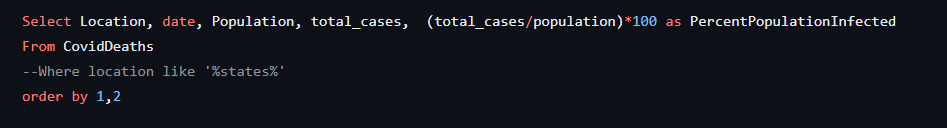 Select Location, date, Population, total_cases,  (total_cases/population)*100 as PercentPopulationInfected
From CovidDeaths
--Where location like '%states%'
order by 1,2